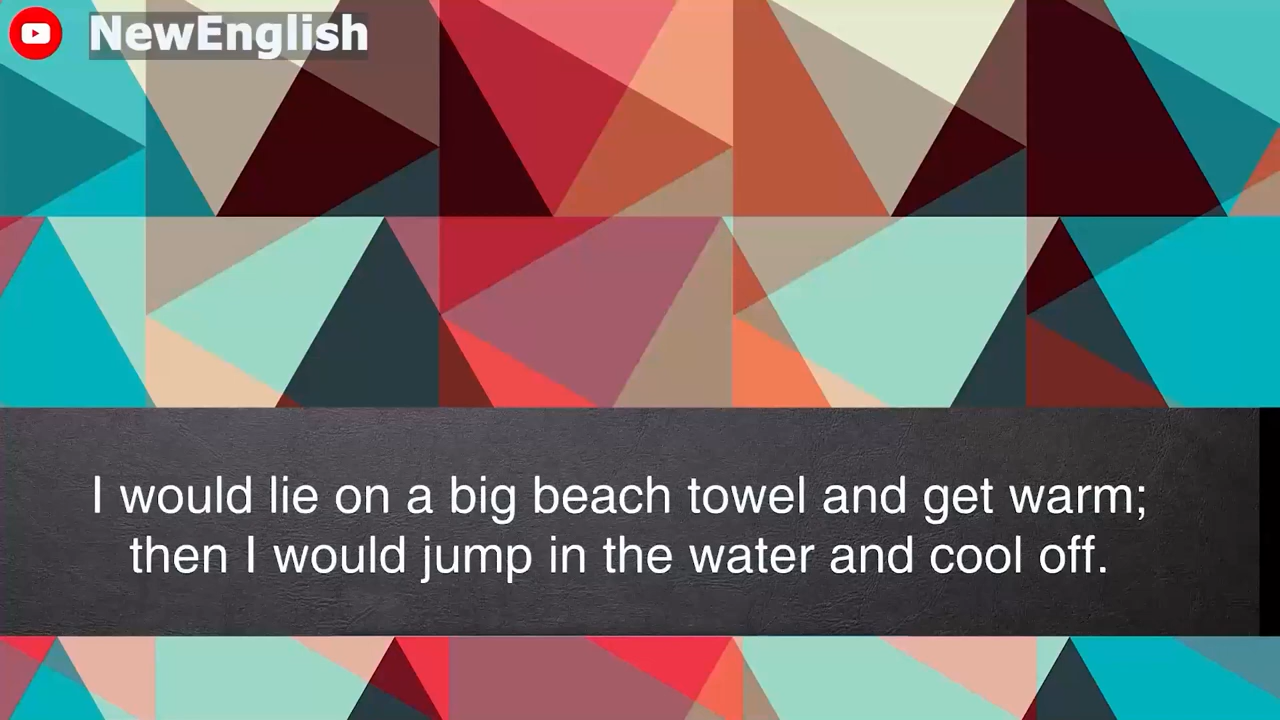 NewEnglish
I would lie on a big beach towel and get warm;
then I would jump in the water and cool off.